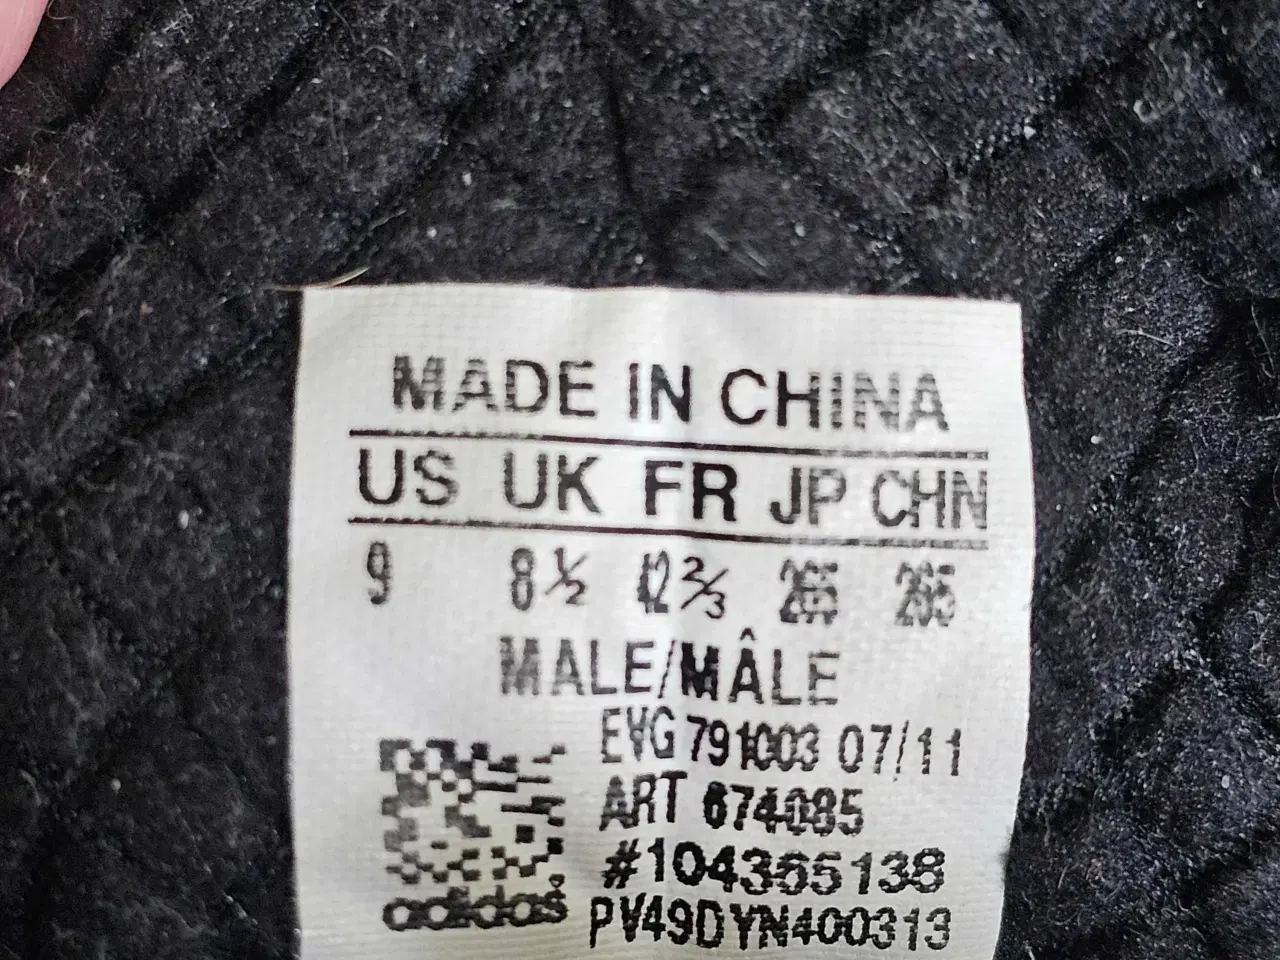 MADE IN CHINA
US UK FR JP CHN
9 8½ 42⅔ 265 265
MALE/MÂLE
EVG 791003 07/11
ART 674085
#104365138
adidas
PV49DYN400313